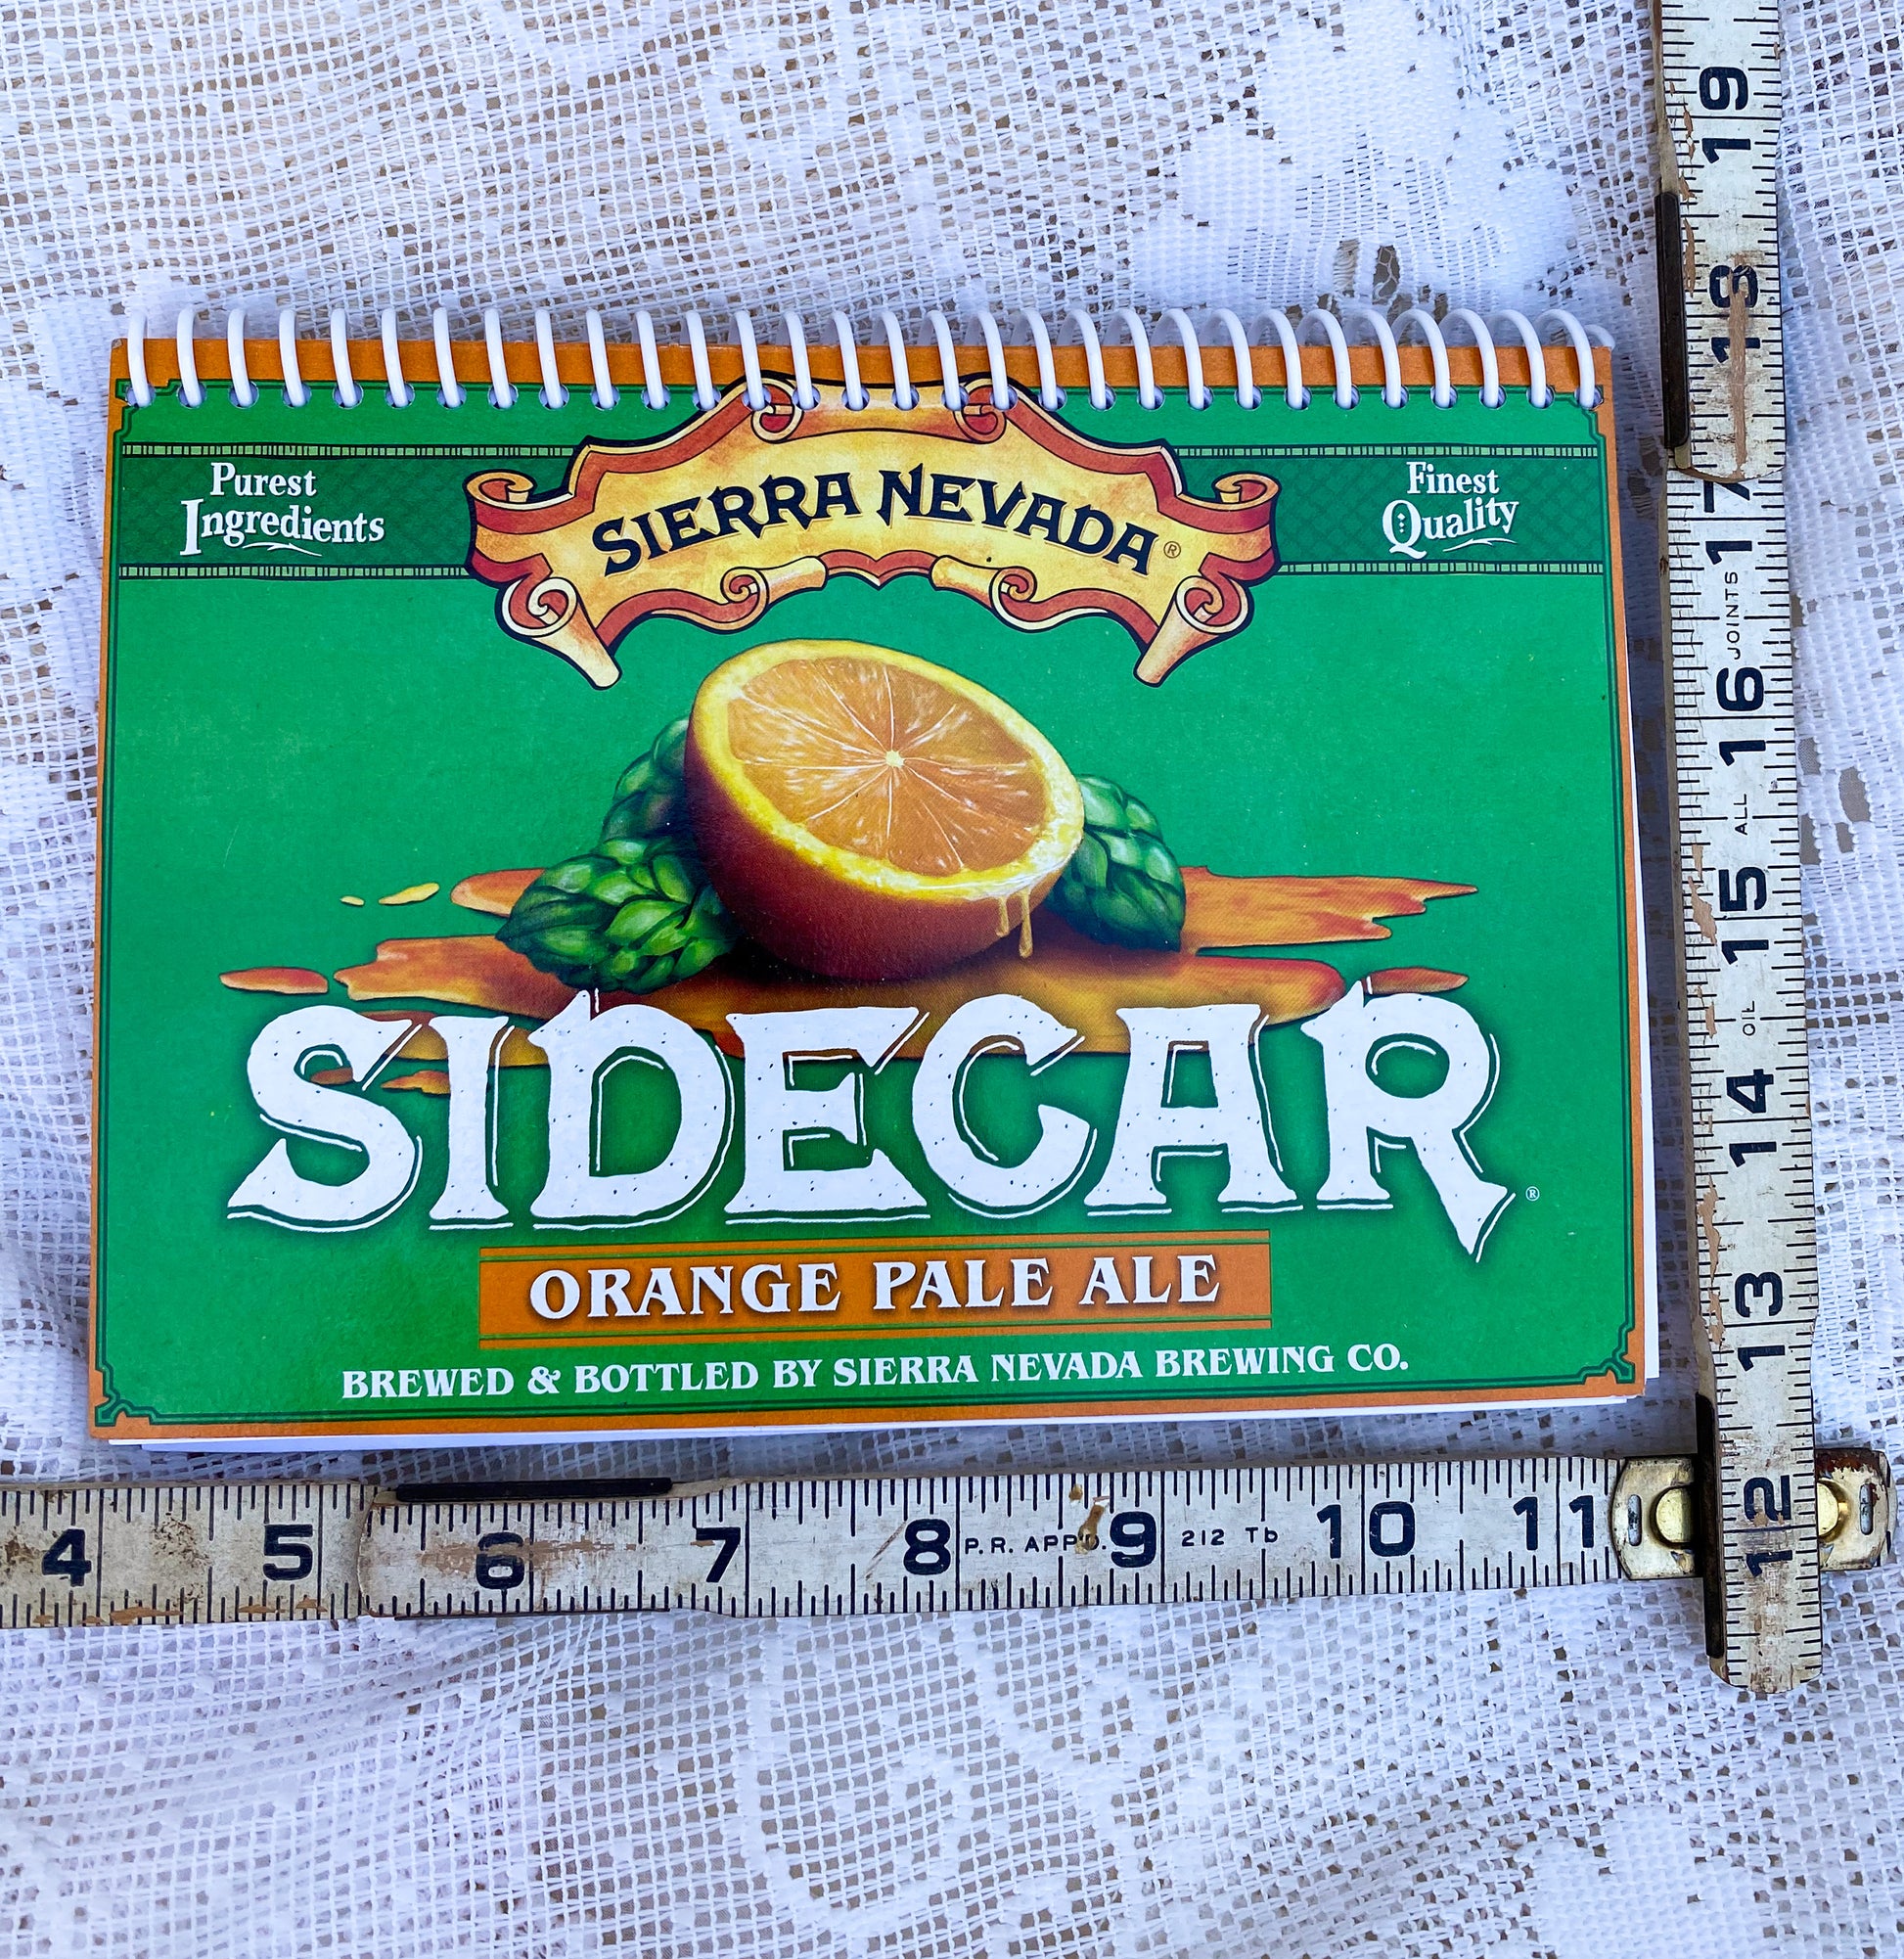 Purest
Ingredients
SIERRA NEVADA®
Finest
Quality
SIDECAR®
ORANGE PALE ALE
BREWED & BOTTLED BY SIERRA NEVADA BREWING CO.
4 5 6 7 8 P.R. APP'D. 9 212 Tb 10 11
12 13 14 OIL 15 ALL 16 JOINTS 17 18 19